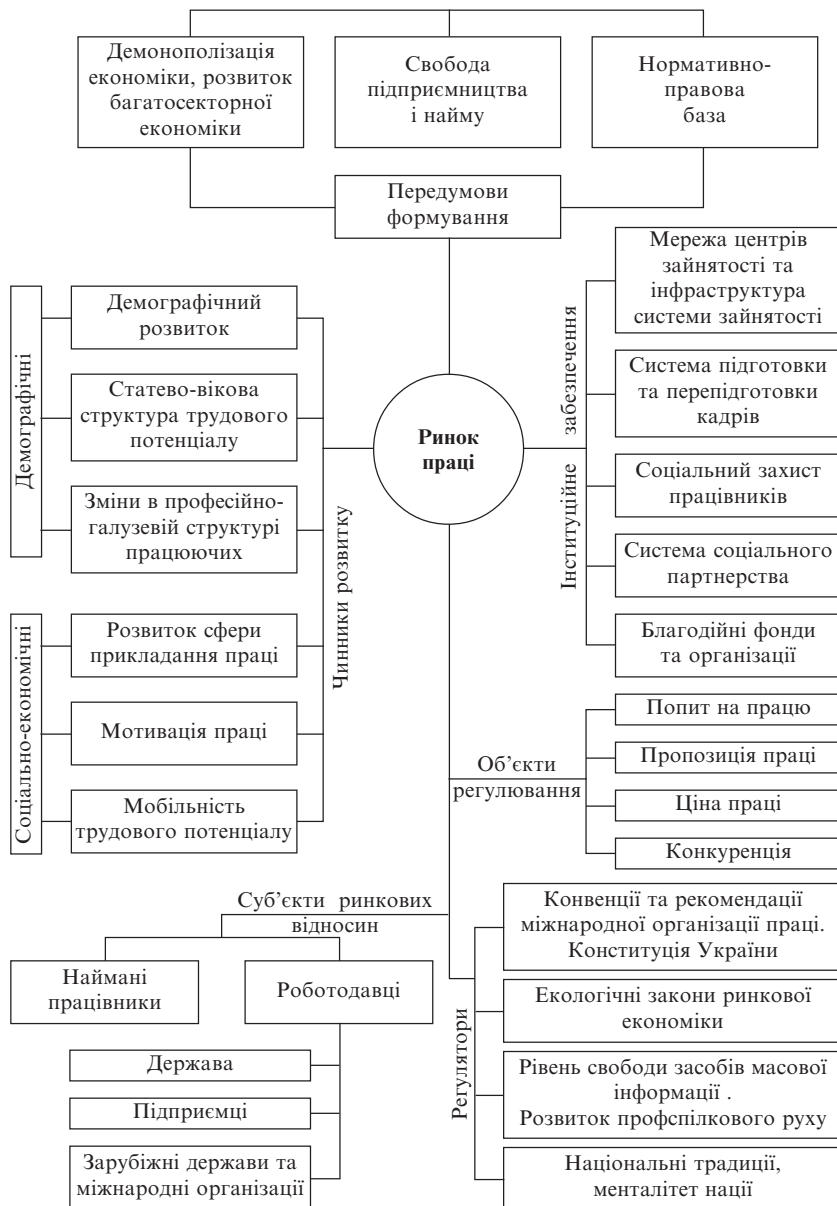 Демонополізація
економіки, розвиток
багатосекторної
економіки
Свобода
підприємництва
і найму
Нормативно-
правова
база
Передумови
формування
Демографічні
Демографічний
розвиток
Статево-вікова
структура трудового
потенціалу
Зміни в професійно-
галузевій структурі
працюючих
Соціально-економічні
Розвиток сфери
прикладання праці
Мотивація праці
Мобільність
трудового потенціалу
Чинники розвитку
Ринок
праці
Інституційне забезпечення
Мережа центрів
зайнятості та
інфраструктура
системи зайнятості
Система підготовки
та перепідготовки
кадрів
Соціальний захист
працівників
Система соціального
партнерства
Благодійні фонди
та організації
Об’єкти
регулювання
Попит на працю
Пропозиція праці
Ціна праці
Конкуренція
Суб’єкти ринкових
відносин
Наймані
працівники
Роботодавці
Держава
Підприємці
Зарубіжні держави та
міжнародні організації
Регулятори
Конвенції та рекомендації
міжнародної організації праці.
Конституція України
Екологічні закони ринкової
економіки
Рівень свободи засобів масової
інформації .
Розвиток профспілкового руху
Національні традиції,
менталітет нації